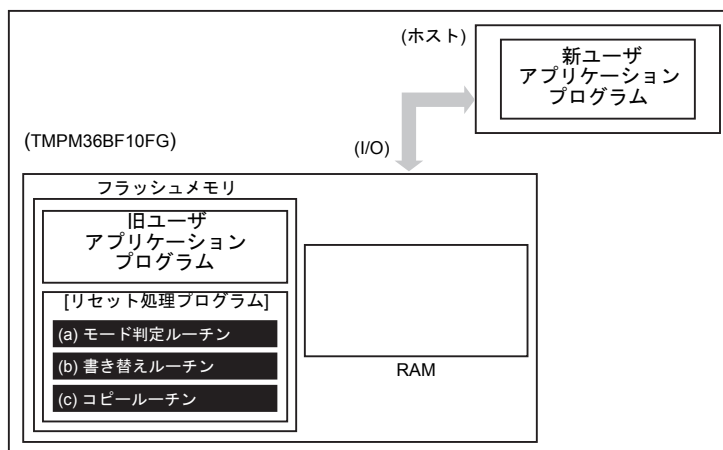 (ホスト)
新ユーザ
アプリケーション
プログラム
(TMPM36BF10FG)
(I/O)
フラッシュメモリ
旧ユーザ
アプリケーション
プログラム
[リセット処理プログラム]
(a) モード判定ルーチン
(b) 書き替えルーチン
(c) コピールーチン
RAM